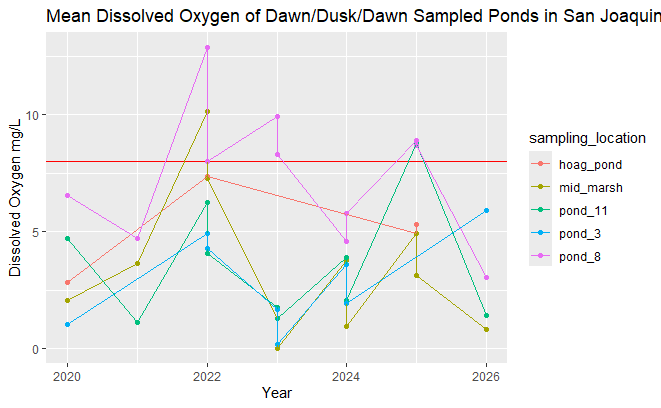 Mean Dissolved Oxygen of Dawn/Dusk/Dawn Sampled Ponds in San Joaquin
Dissolved Oxygen mg/L
10
5
0
2020
2022
2024
2026
Year
sampling_location
hoag_pond
mid_marsh
pond_11
pond_3
pond_8